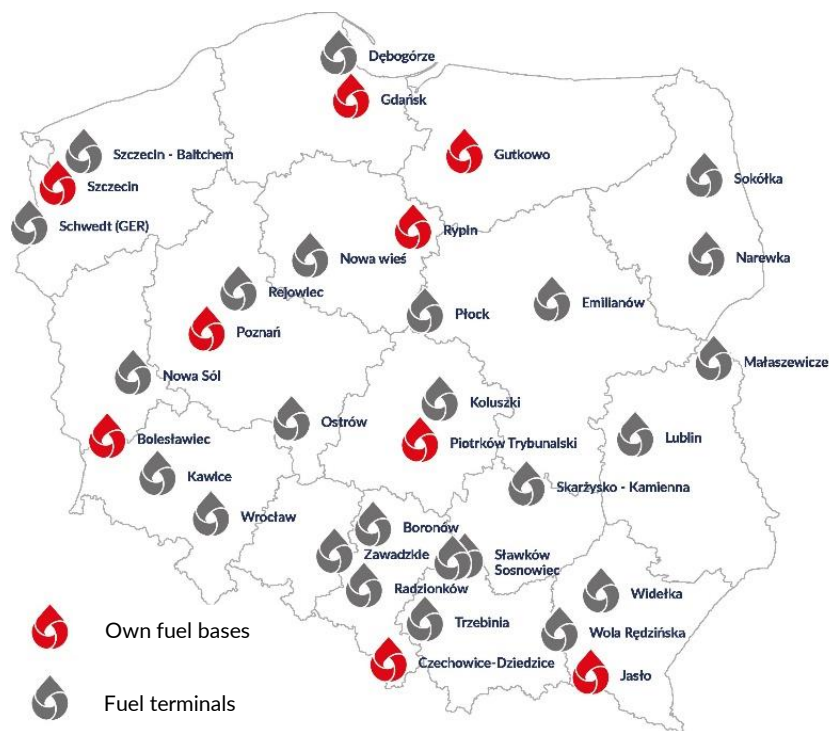 Dębogórze
Gdańsk
Szczecin - Baltchem
Gutkowo
Szczecin
Sokółka
Schwedt (GER)
Rypin
Nowa wieś
Narewka
Rejowiec
Emilianów
Płock
Poznań
Małaszewicze
Nowa Sól
Koluszki
Ostrów
Bolesławiec
Piotrków Trybunalski
Lublin
Kawice
Skarżysko - Kamienna
Wrocław
Boronów
Zawadzkie
Sławków
Sosnowiec
Radzionków
Widełka
Trzebinia
Wola Rędzińska
Own fuel bases
Czechowice-Dziedzice
Jasło
Fuel terminals